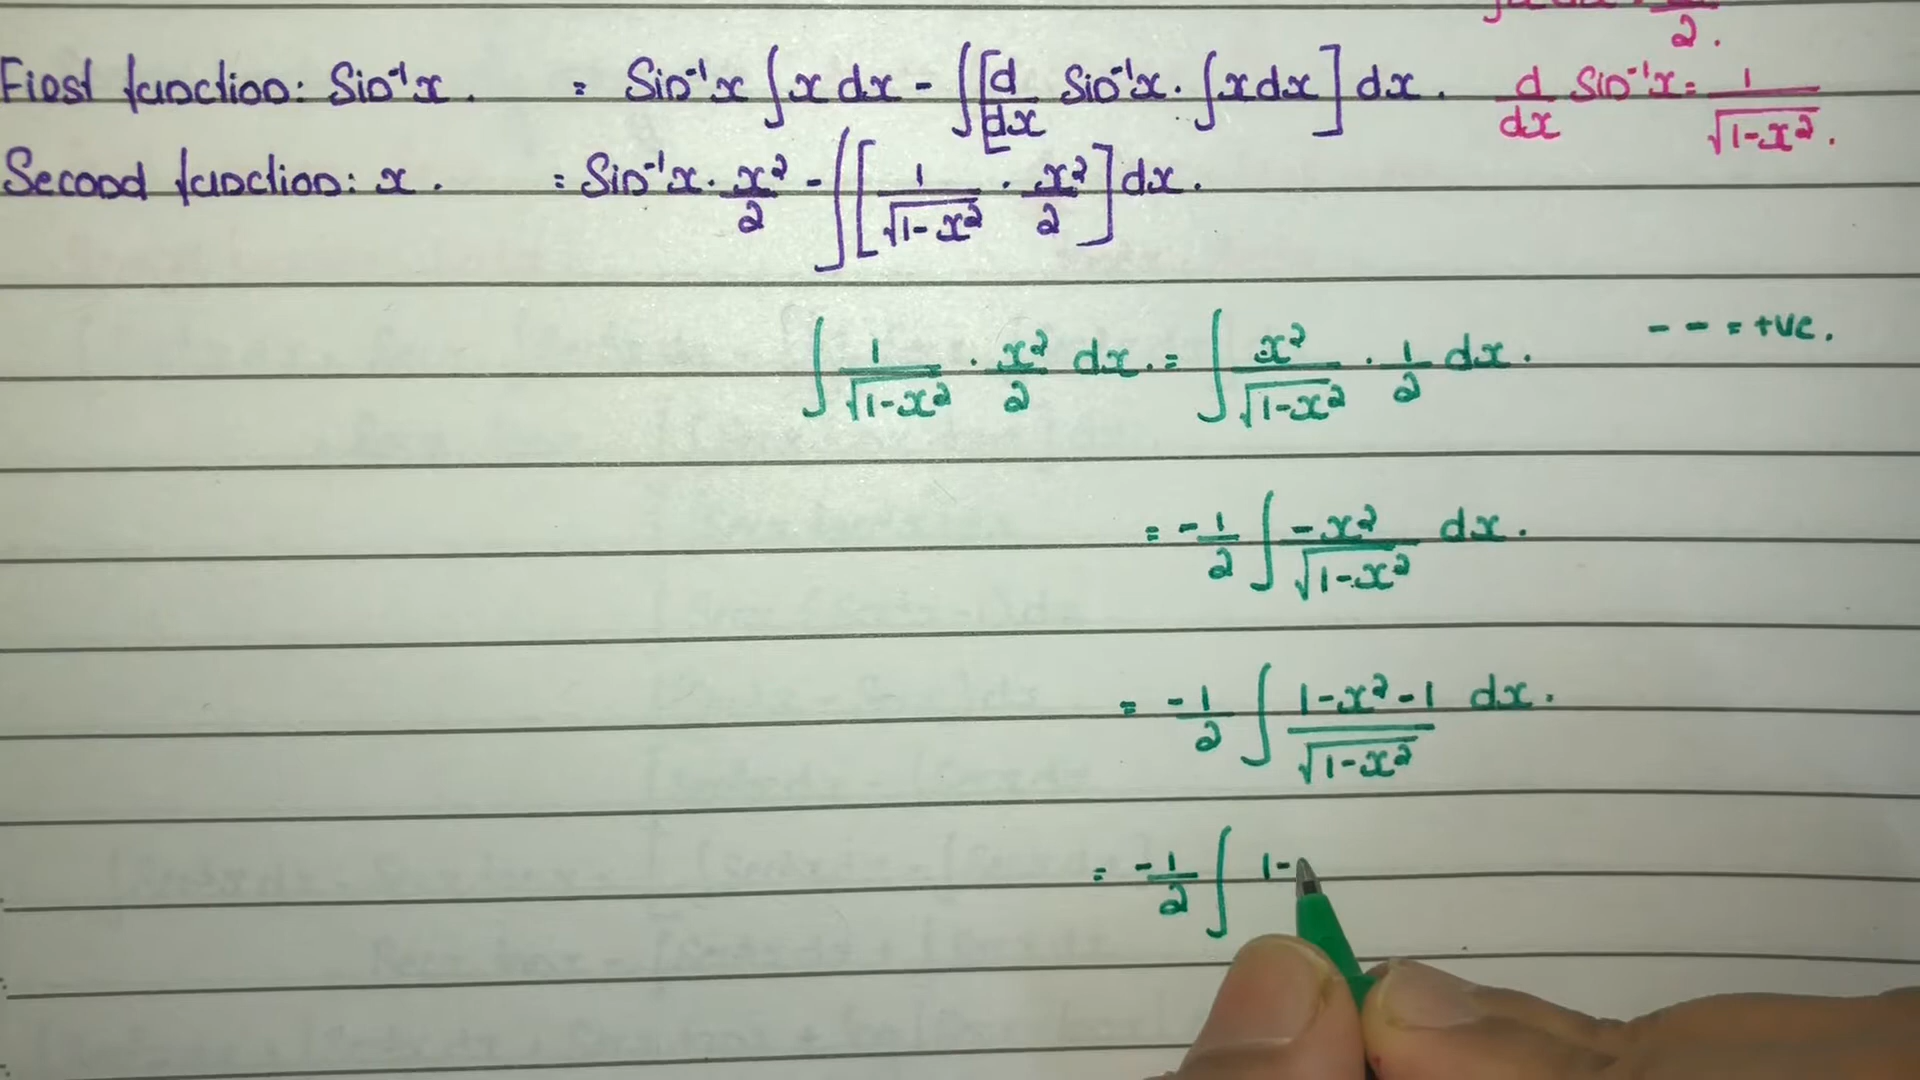 2.
First function: Sin⁻¹x. = Sin⁻¹x ∫ x dx - ∫[d/dx Sin⁻¹x. ∫xdx] dx. d/dx Sin⁻¹x = 1/√1-x².
Second function: x. = Sin⁻¹x. x²/2 - ∫[1/√1-x² . x²/2] dx.
∫ 1/√1-x² . x²/2 dx. = ∫ x²/√1-x² . 1/2 dx. - - = +ve.
= -1/2 ∫ -x²/√1-x² dx.
= -1/2 ∫ 1-x²-1/√1-x² dx.
= -1/2 ∫ 1-